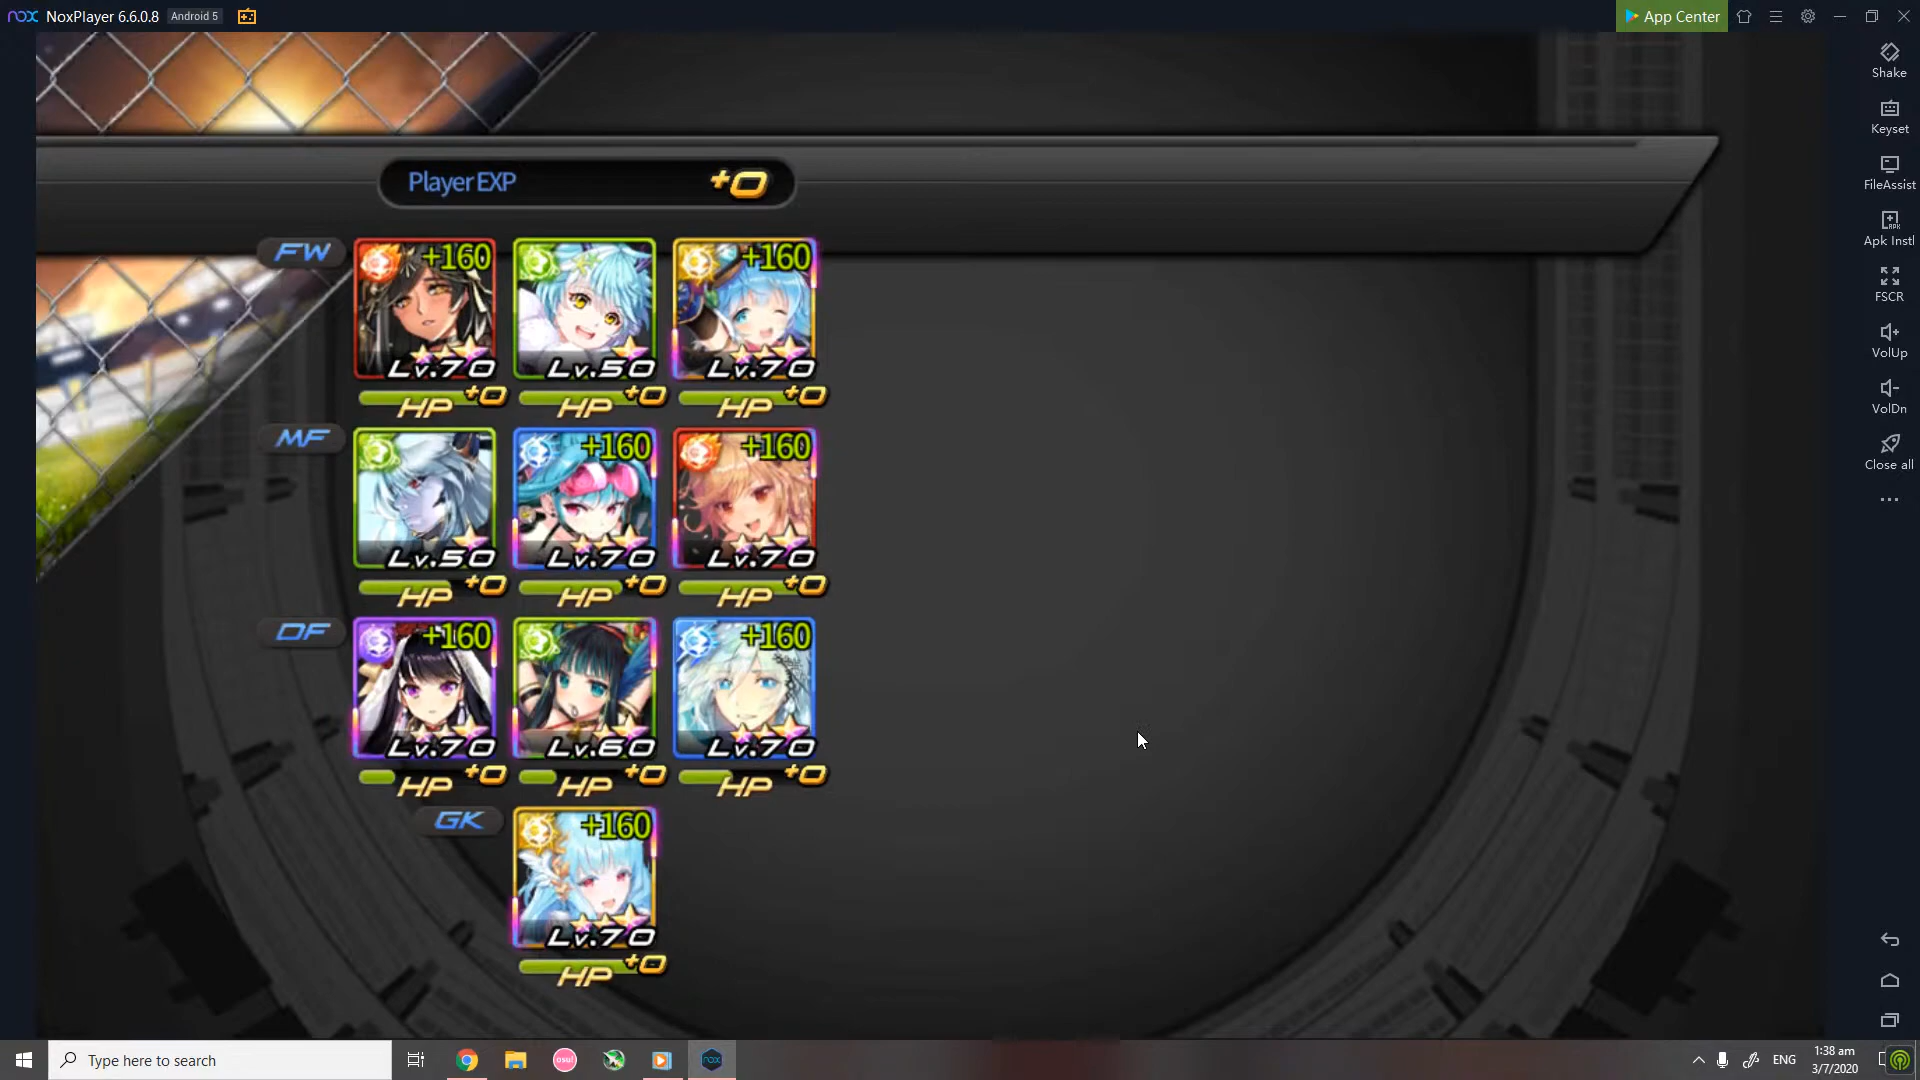 nox NoxPlayer 6.6.0.8 Android 5 App Center
Shake
Keyset
FileAssist
Apk Instl
FSCR
VolUp
VolDn
Close all
Player EXP +0
FW +160 +160
Lv.70 Lv.50 Lv.70
HP +0 HP +0 HP +0
MF +160 +160
Lv.50 Lv.70 Lv.70
HP +0 HP +0 HP +0
DF +160 +160 +160
Lv.70 Lv.60 Lv.70
HP +0 HP +0 HP +0
GK +160
Lv.70
HP +0
Type here to search osu! nox ENG 1:38 am
3/7/2020